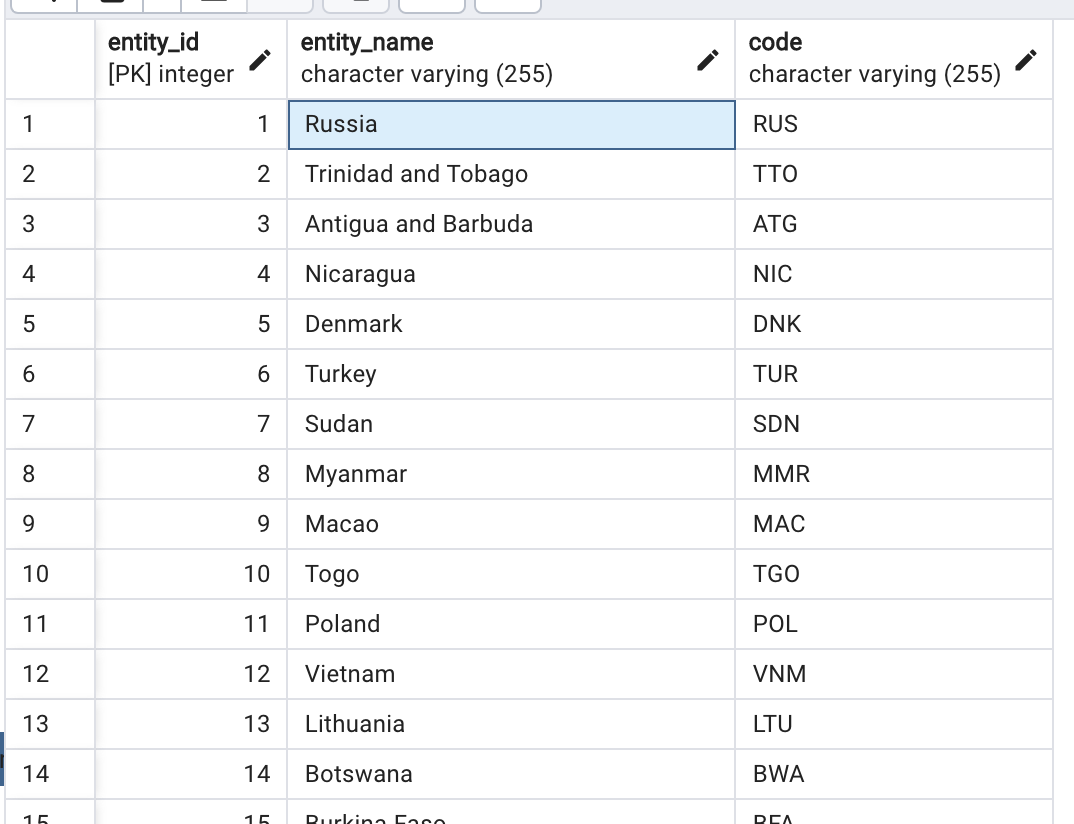 entity_id entity_name code
[PK] integer character varying (255) character varying (255)
1 1 Russia RUS
2 2 Trinidad and Tobago TTO
3 3 Antigua and Barbuda ATG
4 4 Nicaragua NIC
5 5 Denmark DNK
6 6 Turkey TUR
7 7 Sudan SDN
8 8 Myanmar MMR
9 9 Macao MAC
10 10 Togo TGO
11 11 Poland POL
12 12 Vietnam VNM
13 13 Lithuania LTU
14 14 Botswana BWA
15 15 Burkina Faso BFA